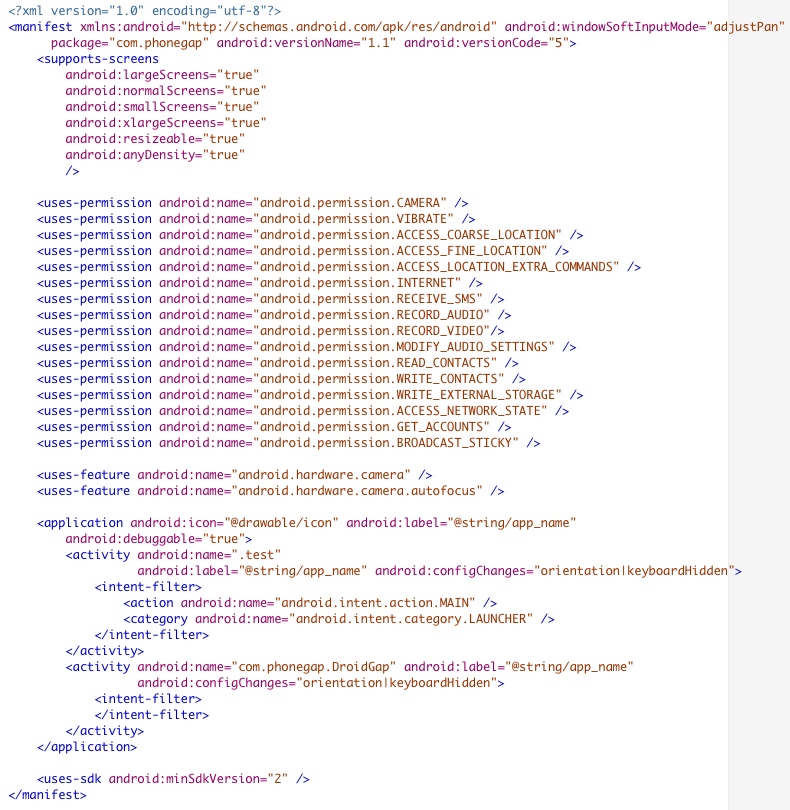 <?xml version="1.0" encoding="utf-8"?>
<manifest xmlns:android="http://schemas.android.com/apk/res/android" android:windowSoftInputMode="adjustPan"
      package="com.phonegap" android:versionName="1.1" android:versionCode="5">
    <supports-screens
        android:largeScreens="true"
        android:normalScreens="true"
        android:smallScreens="true"
        android:xlargeScreens="true"
        android:resizeable="true"
        android:anyDensity="true"
        />

    <uses-permission android:name="android.permission.CAMERA" />
    <uses-permission android:name="android.permission.VIBRATE" />
    <uses-permission android:name="android.permission.ACCESS_COARSE_LOCATION" />
    <uses-permission android:name="android.permission.ACCESS_FINE_LOCATION" />
    <uses-permission android:name="android.permission.ACCESS_LOCATION_EXTRA_COMMANDS" />
    <uses-permission android:name="android.permission.INTERNET" />
    <uses-permission android:name="android.permission.RECEIVE_SMS" />
    <uses-permission android:name="android.permission.RECORD_AUDIO" />
    <uses-permission android:name="android.permission.RECORD_VIDEO"/>
    <uses-permission android:name="android.permission.MODIFY_AUDIO_SETTINGS" />
    <uses-permission android:name="android.permission.READ_CONTACTS" />
    <uses-permission android:name="android.permission.WRITE_CONTACTS" />
    <uses-permission android:name="android.permission.WRITE_EXTERNAL_STORAGE" />
    <uses-permission android:name="android.permission.ACCESS_NETWORK_STATE" />
    <uses-permission android:name="android.permission.GET_ACCOUNTS" />
    <uses-permission android:name="android.permission.BROADCAST_STICKY" />

    <uses-feature android:name="android.hardware.camera" />
    <uses-feature android:name="android.hardware.camera.autofocus" />

    <application android:icon="@drawable/icon" android:label="@string/app_name"
        android:debuggable="true">
        <activity android:name=".test"
                  android:label="@string/app_name" android:configChanges="orientation|keyboardHidden">
            <intent-filter>
                <action android:name="android.intent.action.MAIN" />
                <category android:name="android.intent.category.LAUNCHER" />
            </intent-filter>
        </activity>
        <activity android:name="com.phonegap.DroidGap" android:label="@string/app_name"
                  android:configChanges="orientation|keyboardHidden">
            <intent-filter>
            </intent-filter>
        </activity>
    </application>

    <uses-sdk android:minSdkVersion="2" />
</manifest>